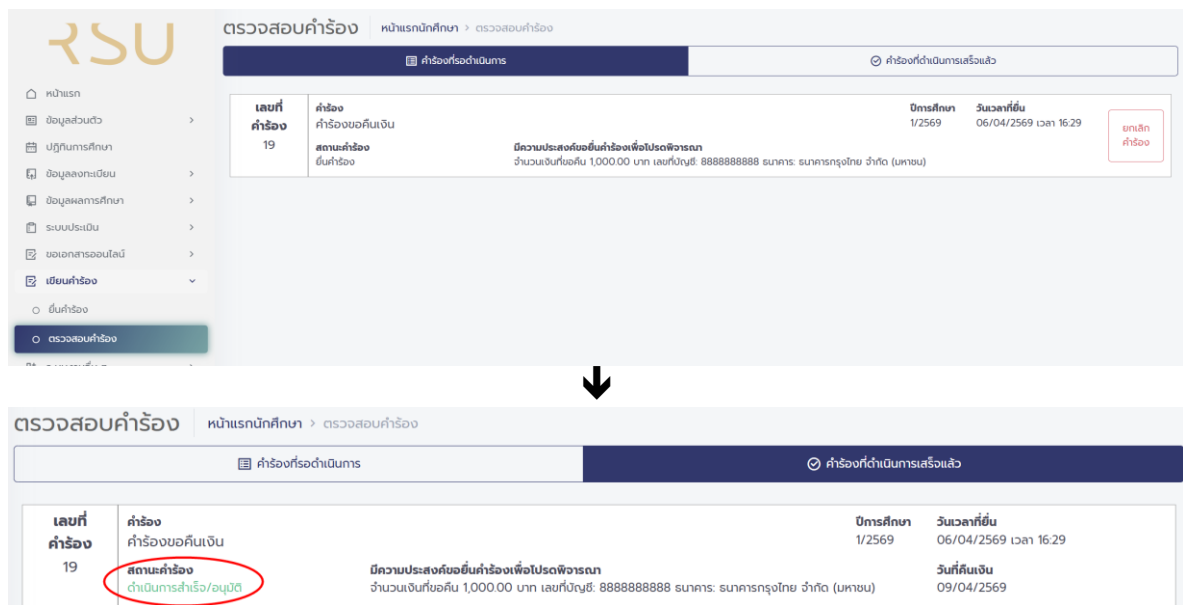 RSU
ตรวจสอบคำร้อง หน้าแรกนักศึกษา > ตรวจสอบคำร้อง
คำร้องที่รอดำเนินการ
คำร้องที่ดำเนินการเสร็จแล้ว
หน้าแรก
ข้อมูลส่วนตัว
ปฏิทินการศึกษา
ข้อมูลลงทะเบียน
ข้อมูลผลการศึกษา
ระบบประเมิน
ขอเอกสารออนไลน์
เขียนคำร้อง
ยื่นคำร้อง
ตรวจสอบคำร้อง
เลขที่คำร้อง
19
คำร้อง
คำร้องขอคืนเงิน
สถานะคำร้อง
ยื่นคำร้อง
มีความประสงค์ขอยื่นคำร้องเพื่อโปรดพิจารณา
จำนวนเงินที่ขอคืน 1,000.00 บาท เลขที่บัญชี: 8888888888 ธนาคาร: ธนาคารกรุงไทย จำกัด (มหาชน)
ปีการศึกษา
1/2569
วันเวลาที่ยื่น
06/04/2569 เวลา 16:29
ยกเลิก
คำร้อง
ตรวจสอบคำร้อง หน้าแรกนักศึกษา > ตรวจสอบคำร้อง
คำร้องที่รอดำเนินการ
คำร้องที่ดำเนินการเสร็จแล้ว
เลขที่
คำร้อง
19
คำร้อง
คำร้องขอคืนเงิน
สถานะคำร้อง
ดำเนินการสำเร็จ/อนุมัติ
มีความประสงค์ขอยื่นคำร้องเพื่อโปรดพิจารณา
จำนวนเงินที่ขอคืน 1,000.00 บาท เลขที่บัญชี: 8888888888 ธนาคาร: ธนาคารกรุงไทย จำกัด (มหาชน)
ปีการศึกษา
1/2569
วันเวลาที่ยื่น
06/04/2569 เวลา 16:29
วันที่คืนเงิน
09/04/2569